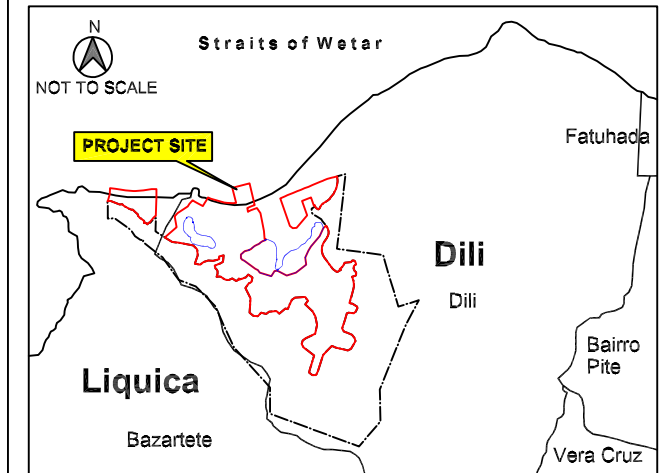 N
Straits of Wetar
NOT TO SCALE
Fatuhada
PROJECT SITE
Dili
Dili
Bairro
Pite
Liquica
Bazartete
Vera Cruz